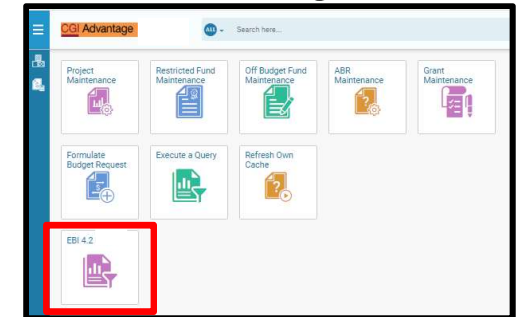 CGI Advantage
ALL
Search here...
Project
Maintenance
Restricted Fund
Maintenance
Off Budget Fund
Maintenance
ABR
Maintenance
Grant
Maintenance
Formulate
Budget Request
Execute a Query
Refresh Own
Cache
EBI 4.2